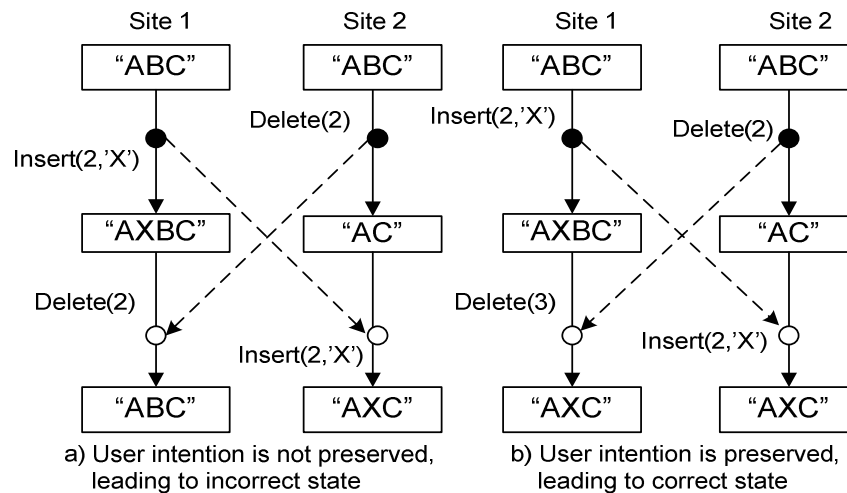 Site 1
Site 2
Site 1
Site 2
“ABC”
“ABC”
“ABC”
“ABC”
Delete(2)
Insert(2,’X’)
Delete(2)
Insert(2,’X’)
“AXBC”
“AC”
“AXBC”
“AC”
Delete(2)
Delete(3)
Insert(2,’X’)
Insert(2,’X’)
“ABC”
“AXC”
“AXC”
“AXC”
a) User intention is not preserved,
leading to incorrect state
b) User intention is preserved,
leading to correct state